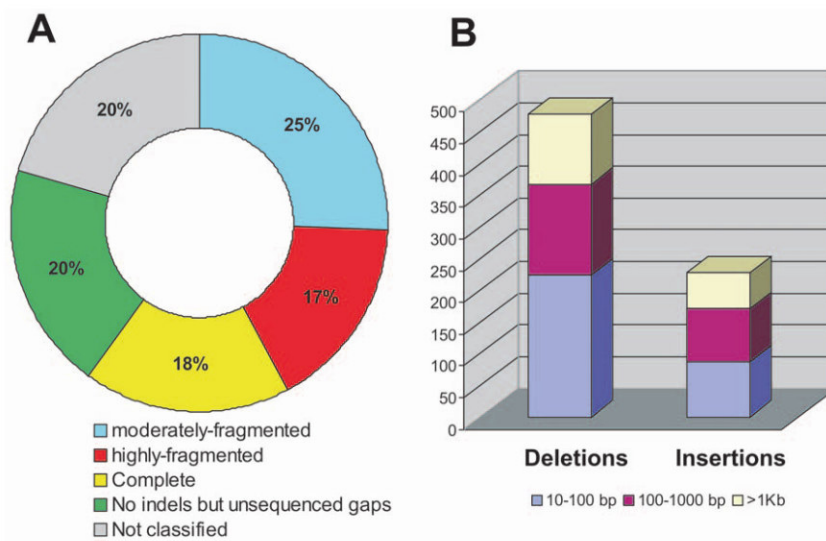 A
20%
25%
20%
17%
18%
moderately-fragmented
highly-fragmented
Complete
No indels but unsequenced gaps
Not classified
B
500
450
400
350
300
250
200
150
100
50
0
Deletions Insertions
10-100 bp 100-1000 bp >1Kb